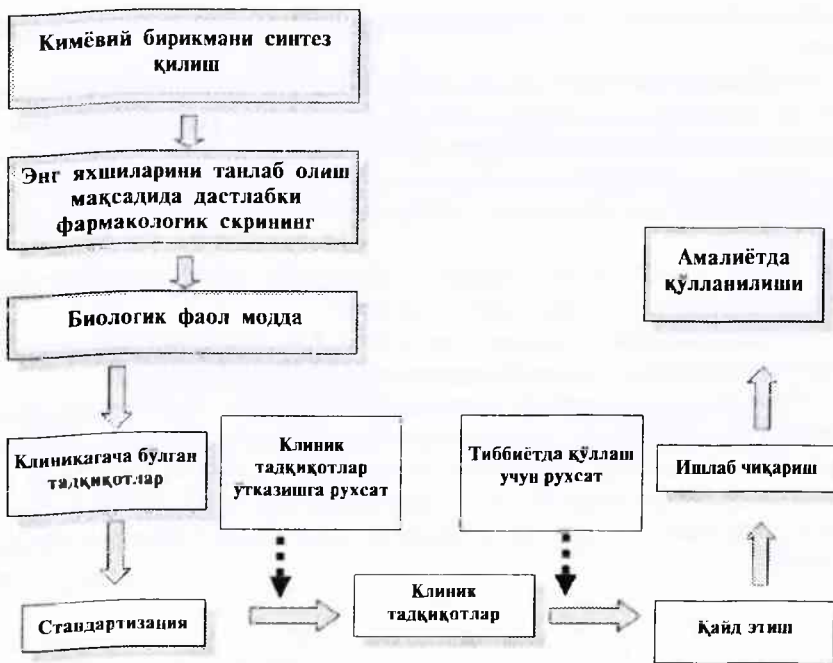 Кимёвий бирикмани синтез
қилиш
Энг яхшиларини танлаб олиш
мақсадида дастлабки
фармакологик скрининг
Биологик фаол модда
Клиникагача бўлган
тадқиқотлар
Стандартизация
Клиник
тадқиқотлар
ўтказишга рухсат
Клиник
тадқиқотлар
Тиббиётда қўллаш
учун рухсат
Қайд этиш
Ишлаб чиқариш
Амалиётда
қўлланилиши